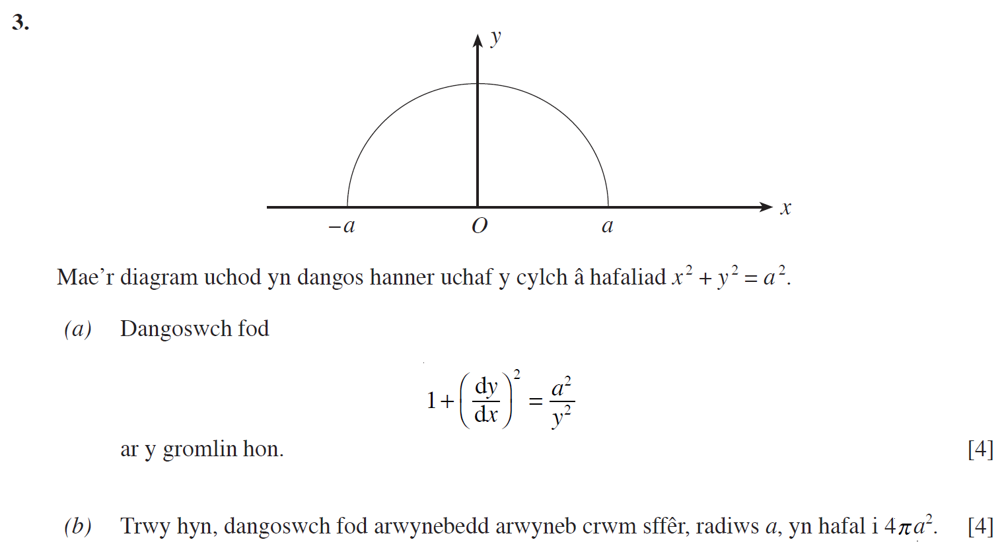 3.
y
x
−a O a
Mae’r diagram uchod yn dangos hanner uchaf y cylch â hafaliad x² + y² = a².
(a) Dangoswch fod
1 + (dy/dx)² = a²/y²
ar y gromlin hon. [4]
(b) Trwy hyn, dangoswch fod arwynebedd arwyneb crwm sffêr, radiws a, yn hafal i 4πa². [4]